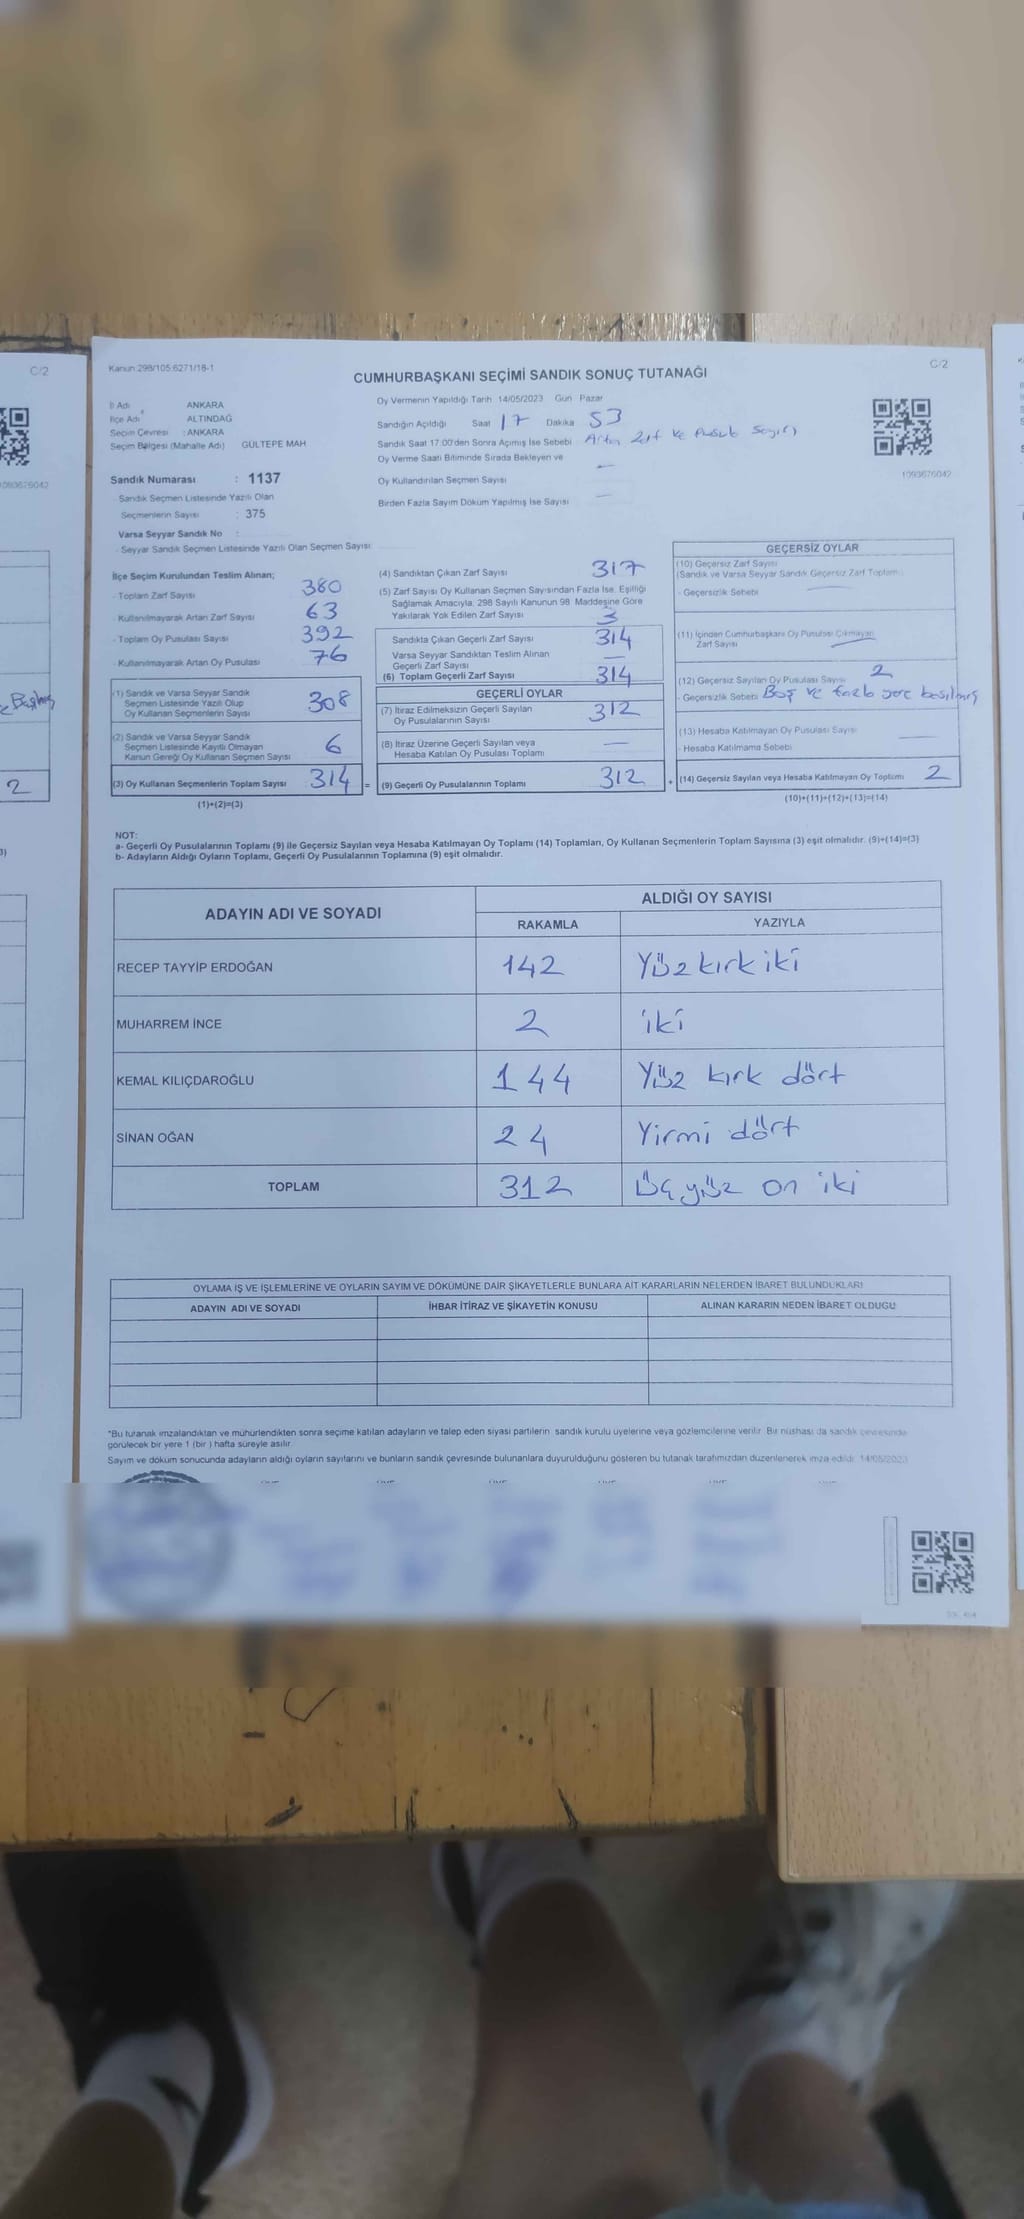 C/2
Kanun:298/105:6271/18-1
C/2
CUMHURBAŞKANI SEÇİMİ SANDIK SONUÇ TUTANAĞI
İl Adı ANKARA
İlçe Adı ALTINDAĞ
Seçim Çevresi : ANKARA
Seçim Bölgesi (Mahalle Adı) GÜLTEPE MAH
Oy Vermenin Yapıldığı Tarih 14/05/2023 Gün Pazar
Sandığın Açıldığı Saat 17 Dakika 53
Sandık Saat 17.00'den Sonra Açılmış İse Sebebi Artan Zarf ve Pusula Sayımı
Oy Verme Saati Bitiminde Sırada Bekleyen ve
Oy Kullandırılan Seçmen Sayısı
Birden Fazla Sayım Döküm Yapılmış İse Sayısı
1093676042
Sandık Numarası : 1137
- Sandık Seçmen Listesinde Yazılı Olan
Seçmenlerin Sayısı : 375
Varsa Seyyar Sandık No :
- Seyyar Sandık Seçmen Listesinde Yazılı Olan Seçmen Sayısı
İlçe Seçim Kurulundan Teslim Alınan;
- Toplam Zarf Sayısı 380
- Kullanılmayarak Artan Zarf Sayısı 63
- Toplam Oy Pusulası Sayısı 392
- Kullanılmayarak Artan Oy Pusulası 76
(1) Sandık ve Varsa Seyyar Sandık
Seçmen Listesinde Yazılı Olup
Oy Kullanan Seçmenlerin Sayısı 308
(2) Sandık ve Varsa Seyyar Sandık
Seçmen Listesinde Kayıtlı Olmayan
Kanun Gereği Oy Kullanan Seçmen Sayısı 6
(3) Oy Kullanan Seçmenlerin Toplam Sayısı 314 =
(1)+(2)=(3)
(4) Sandıktan Çıkan Zarf Sayısı 317
(5) Zarf Sayısı Oy Kullanan Seçmen Sayısından Fazla İse, Eşitliği
Sağlamak Amacıyla, 298 Sayılı Kanunun 98. Maddesine Göre
Yakılarak Yok Edilen Zarf Sayısı 3
Sandıkta Çıkan Geçerli Zarf Sayısı 314
Varsa Seyyar Sandıktan Teslim Alınan
Geçerli Zarf Sayısı —
(6) Toplam Geçerli Zarf Sayısı 314
GEÇERLİ OYLAR
(7) İtiraz Edilmeksizin Geçerli Sayılan
Oy Pusulalarının Sayısı 312
(8) İtiraz Üzerine Geçerli Sayılan veya
Hesaba Katılan Oy Pusulası Toplamı —
(9) Geçerli Oy Pusulalarının Toplamı 312 +
GEÇERSİZ OYLAR
(10) Geçersiz Zarf Sayısı
(Sandık ve Varsa Seyyar Sandık Geçersiz Zarf Toplamı)
- Geçersizlik Sebebi
(11) İçinden Cumhurbaşkanı Oy Pusulası Çıkmayan
Zarf Sayısı —
(12) Geçersiz Sayılan Oy Pusulası Sayısı 2
- Geçersizlik Sebebi Boş ve fazla yere basılmış
(13) Hesaba Katılmayan Oy Pusulası Sayısı
- Hesaba Katılmama Sebebi
(14) Geçersiz Sayılan veya Hesaba Katılmayan Oy Toplamı 2
(10)+(11)+(12)+(13)=(14)
2
NOT:
a- Geçerli Oy Pusulalarının Toplamı (9) ile Geçersiz Sayılan veya Hesaba Katılmayan Oy Toplamı (14) Toplamları, Oy Kullanan Seçmenlerin Toplam Sayısına (3) eşit olmalıdır. (9)+(14)=(3)
b- Adayların Aldığı Oyların Toplamı, Geçerli Oy Pusulalarının Toplamına (9) eşit olmalıdır.
ADAYIN ADI VE SOYADI ALDIĞI OY SAYISI
RAKAMLA YAZIYLA
RECEP TAYYİP ERDOĞAN 142 Yüz kırk iki
MUHARREM İNCE 2 iki
KEMAL KILIÇDAROĞLU 144 Yüz kırk dört
SİNAN OĞAN 24 Yirmi dört
TOPLAM 312 Üç yüz on iki
OYLAMA İŞ VE İŞLEMLERİNE VE OYLARIN SAYIM VE DÖKÜMÜNE DAİR ŞİKAYETLERLE BUNLARA AİT KARARLARIN NELERDEN İBARET BULUNDUKLARI
ADAYIN ADI VE SOYADI İHBAR İTİRAZ VE ŞİKAYETİN KONUSU ALINAN KARARIN NEDEN İBARET OLDUĞU
*Bu tutanak imzalandıktan ve mühürlendikten sonra seçime katılan adayların ve talep eden siyasi partilerin sandık kurulu üyelerine veya gözlemcilerine verilir. Bir nüshası da sandık çevresinde
görülecek bir yere 1 (bir) hafta süreyle asılır.
Sayım ve döküm sonucunda adayların aldığı oyların sayılarını ve bunların sandık çevresinde bulunanlara duyurulduğunu gösteren bu tutanak tarafımızdan düzenlenerek imza edildi. 14/05/2023